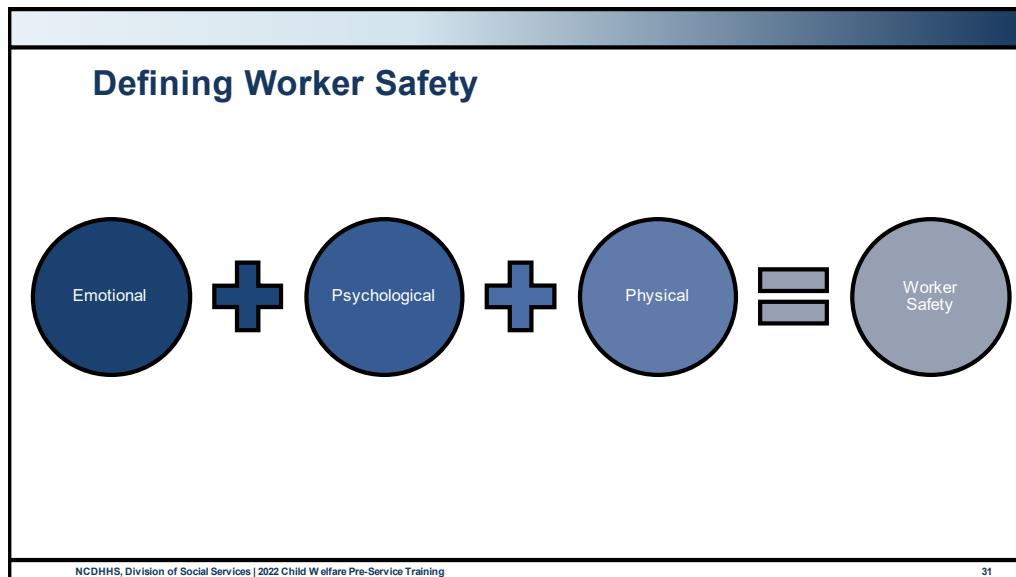 Defining Worker Safety
Emotional
Psychological
Physical
Worker
Safety
NCDHHS, Division of Social Services | 2022 Child Welfare Pre-Service Training
31